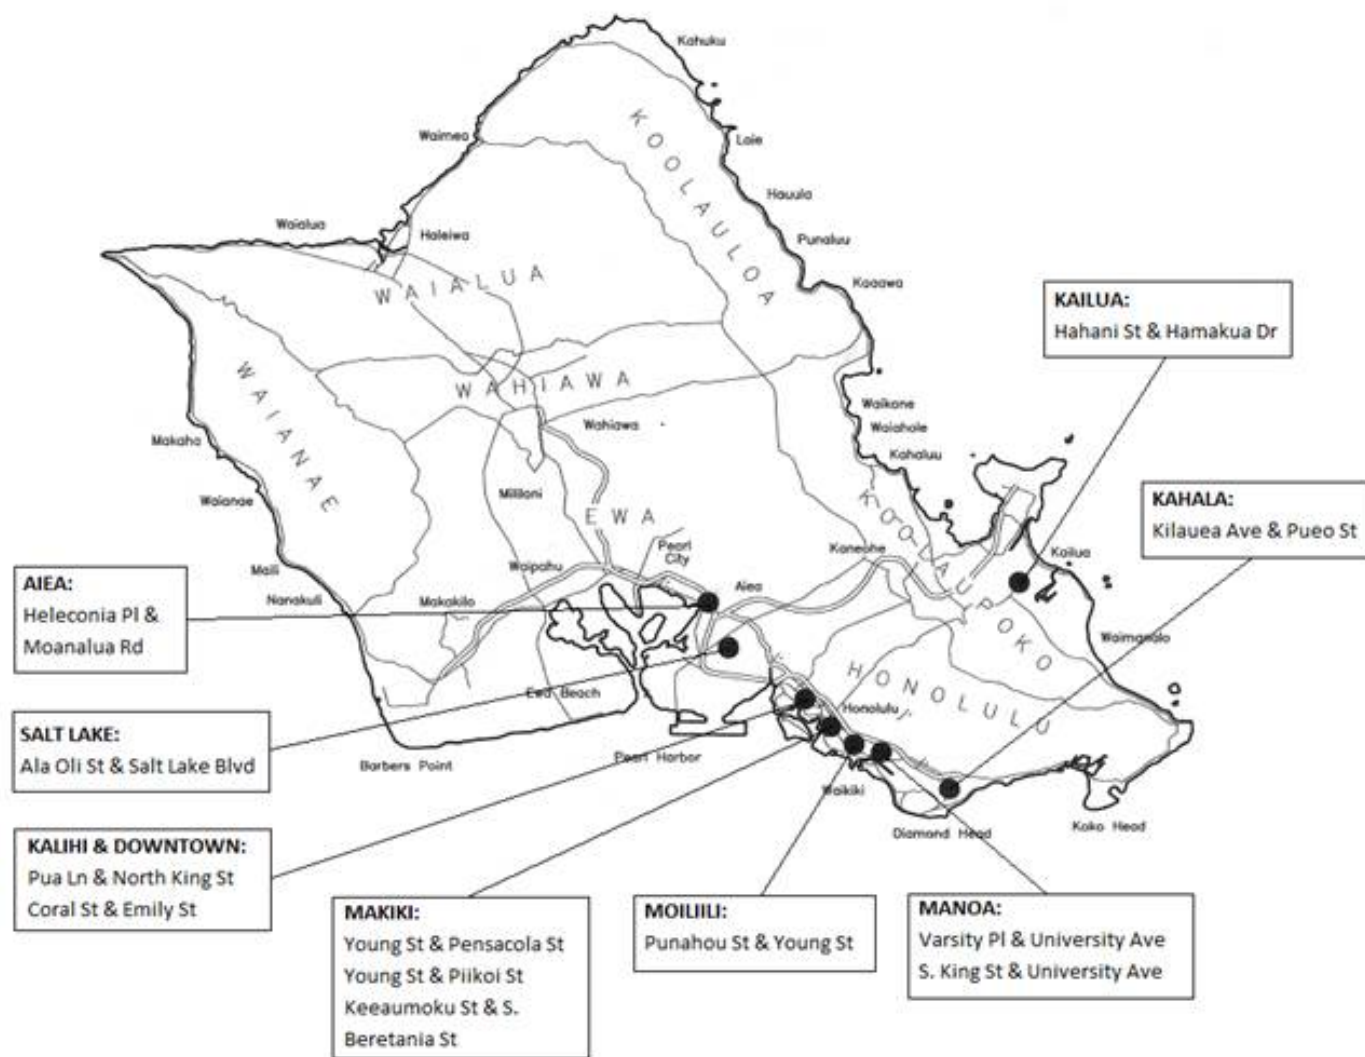 Kahuku
Waimea
Laie
KOOLAULOA
Hauula
Waialua
Haleiwa
Punaluu
WAIALUA
Kaaawa
KAILUA:
Hahani St & Hamakua Dr
WAIANAE
WAHIAWA
Waikane
Wahiawa
Waiahole
Makaha
Kahaluu
Waianae
Mililani
KAHALA:
Kilauea Ave & Pueo St
EWA
KOOLAUPOKO
Pearl
City
Kaneohe
Kailua
Waipahu
Maili
Aiea
AIEA:
Heleconia Pl &
Moanalua Rd
Nanakuli
Makakilo
Waimanalo
HONOLULU
Ewa Beach
Honolulu
SALT LAKE:
Ala Oli St & Salt Lake Blvd
Barbers Point
Pearl Harbor
Waikiki
Diamond Head
Koko Head
KALIHI & DOWNTOWN:
Pua Ln & North King St
Coral St & Emily St
MAKIKI:
Young St & Pensacola St
Young St & Piikoi St
Keeaumoku St & S.
Beretania St
MOILIILI:
Punahou St & Young St
MANOA:
Varsity Pl & University Ave
S. King St & University Ave